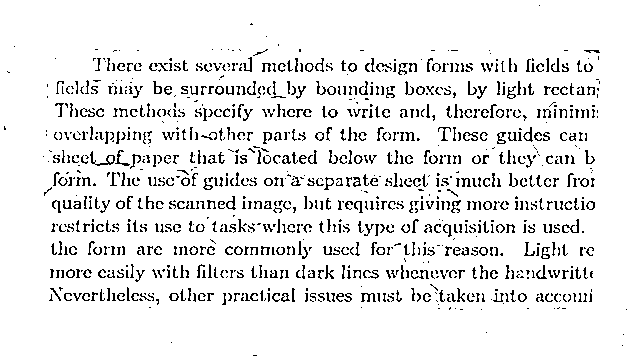 There exist several methods to design forms with fields to
fields may be surrounded by bounding boxes, by light rectan
These methods specify where to write and, therefore, minimi
overlapping with other parts of the form. These guides can
sheet of paper that is located below the form or they can b
form. The use of guides on a separate sheet is much better from
quality of the scanned image, but requires giving more instructio
restricts its use to tasks where this type of acquisition is used.
the form are more commonly used for this reason. Light re
more easily with filters than dark lines whenever the handwritte
Nevertheless, other practical issues must be taken into accoun